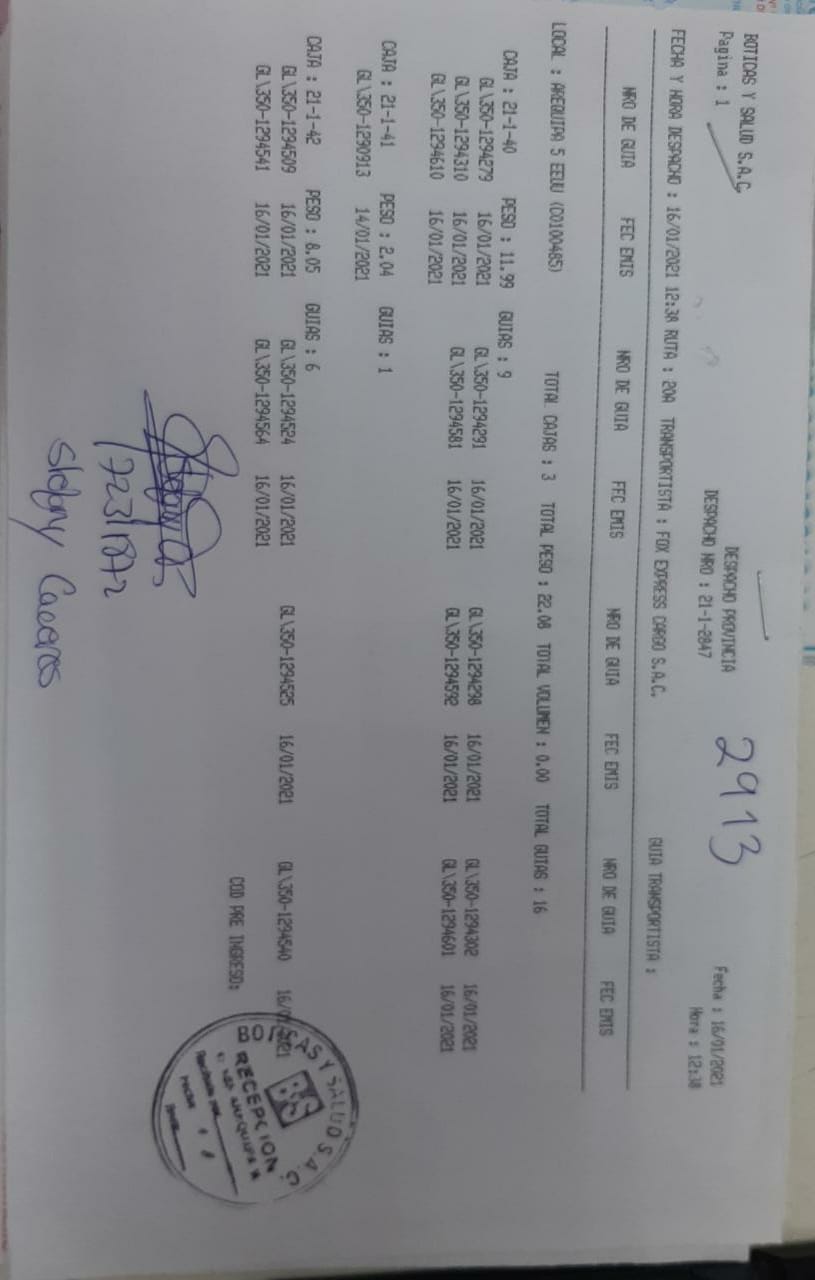 BOTICAS Y SALUD S.A.C DESPACHO PROVINCIA 2913 Fecha : 16/01/2021
Pagina : 1 DESPACHO NRO : 21-1-2847 Hora : 12:38
FECHA Y HORA DESPACHO : 16/01/2021 12:38 RUTA : 20A TRANSPORTISTA : FOX EXPRESS CARGO S.A.C. GUIA TRANSPORTISTA :
NRO DE GUIA FEC EMIS NRO DE GUIA FEC EMIS NRO DE GUIA FEC EMIS NRO DE GUIA FEC EMIS
LOCAL : AREQUIPA 5 EEUU (C0100485) TOTAL CAJAS : 3 TOTAL PESO : 22.08 TOTAL VOLUMEN : 0.00 TOTAL GUIAS : 16
CAJA : 21-1-40 PESO : 11.99 GUIAS : 9
GL\350-1294279 16/01/2021 GL\350-1294291 16/01/2021 GL\350-1294298 16/01/2021 GL\350-1294302 16/01/2021
GL\350-1294310 16/01/2021 GL\350-1294581 16/01/2021 GL\350-1294592 16/01/2021 GL\350-1294601 16/01/2021
GL\350-1294610 16/01/2021
CAJA : 21-1-41 PESO : 2.04 GUIAS : 1
GL\350-1290913 14/01/2021
CAJA : 21-1-42 PESO : 8.05 GUIAS : 6
GL\350-1294509 16/01/2021 GL\350-1294524 16/01/2021 GL\350-1294525 16/01/2021 GL\350-1294540 16/01/2021
GL\350-1294541 16/01/2021 GL\350-1294564 16/01/2021
COD PRE INGRESO:
BOTICAS Y SALUD S.A.C
RECEPCION
AREQUIPA
Recibido por
Fecha
Caceres